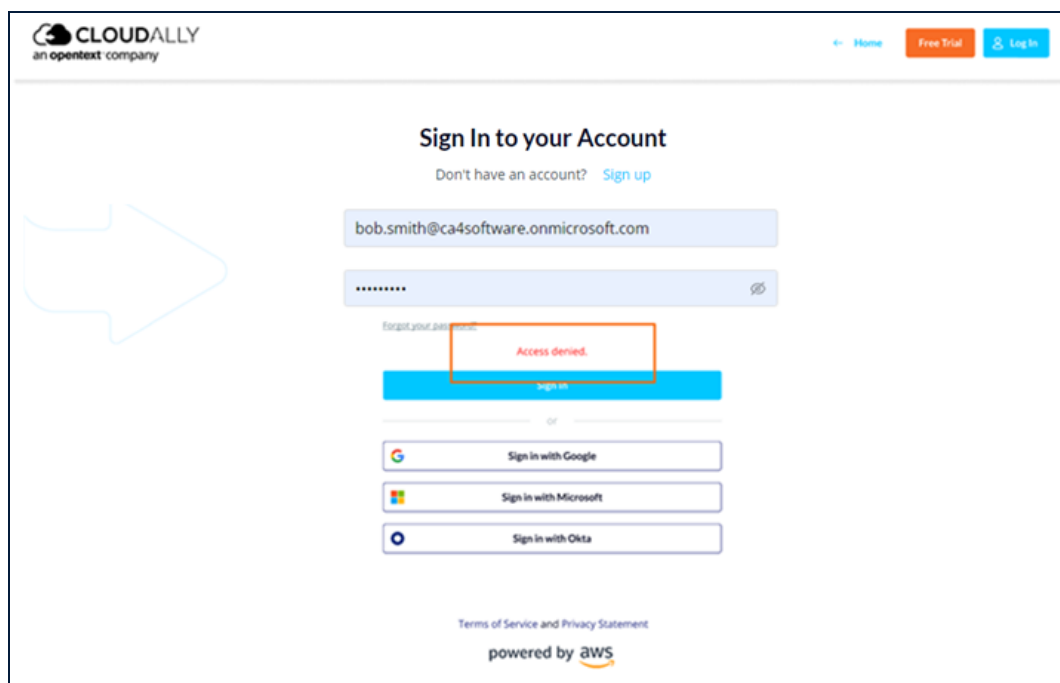 CLOUDALLY
an opentext company
← Home
Free Trial
Log In
Sign In to your Account
Don't have an account? Sign up
bob.smith@ca4software.onmicrosoft.com
•••••••••
Forgot your password?
Access denied.
Sign in
or
Sign in with Google
Sign in with Microsoft
Sign in with Okta
Terms of Service and Privacy Statement
powered by aws